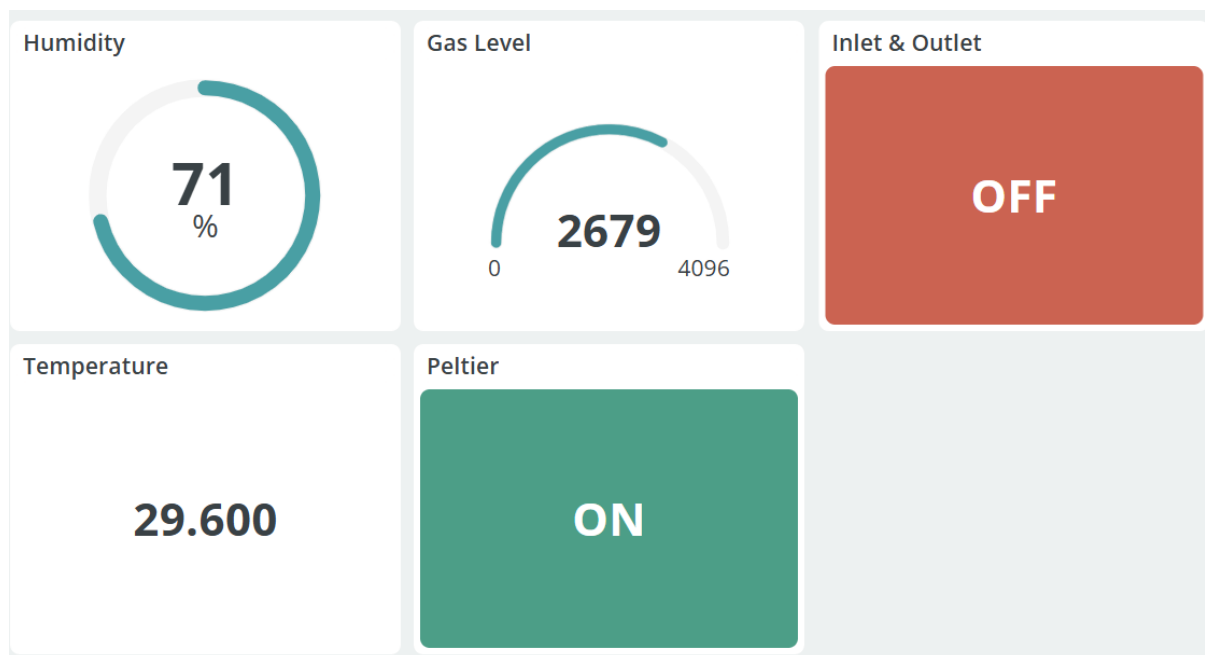 Humidity
71
%
Gas Level
2679
0
4096
Inlet & Outlet
OFF
Temperature
29.600
Peltier
ON